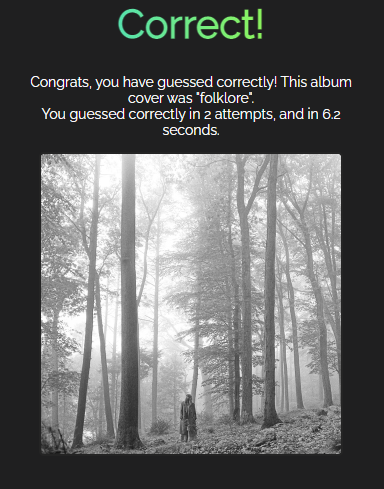 Correct!
Congrats, you have guessed correctly! This album
cover was "folklore".
You guessed correctly in 2 attempts, and in 6.2
seconds.